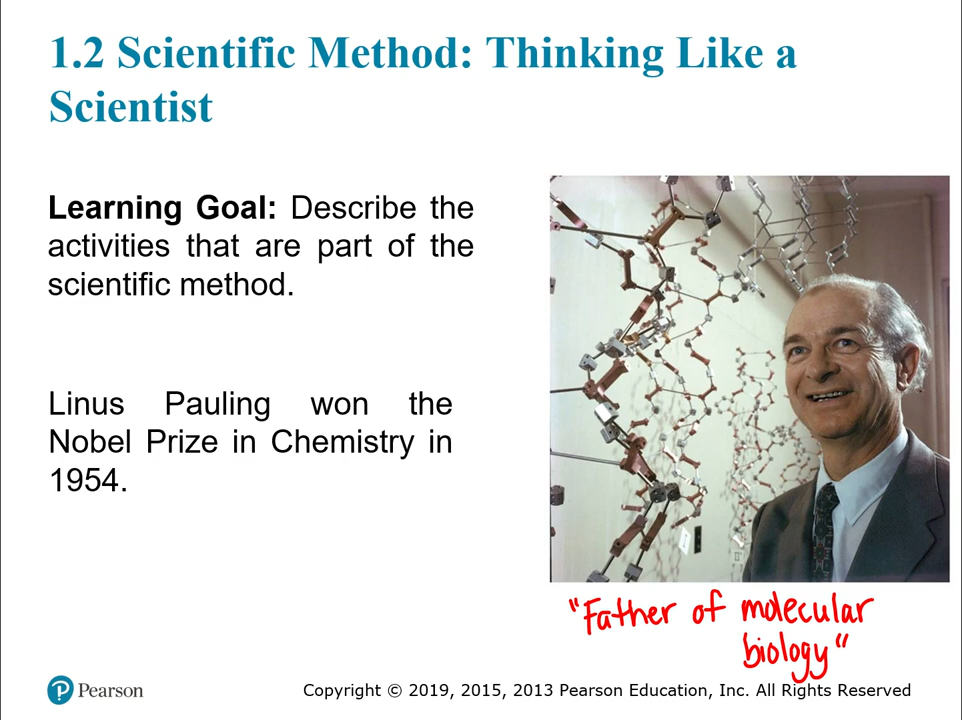 1.2 Scientific Method: Thinking Like a
Scientist
Learning Goal: Describe the
activities that are part of the
scientific method.
Linus Pauling won the
Nobel Prize in Chemistry in
1954.
"Father of molecular
biology"
Pearson
Copyright © 2019, 2015, 2013 Pearson Education, Inc. All Rights Reserved